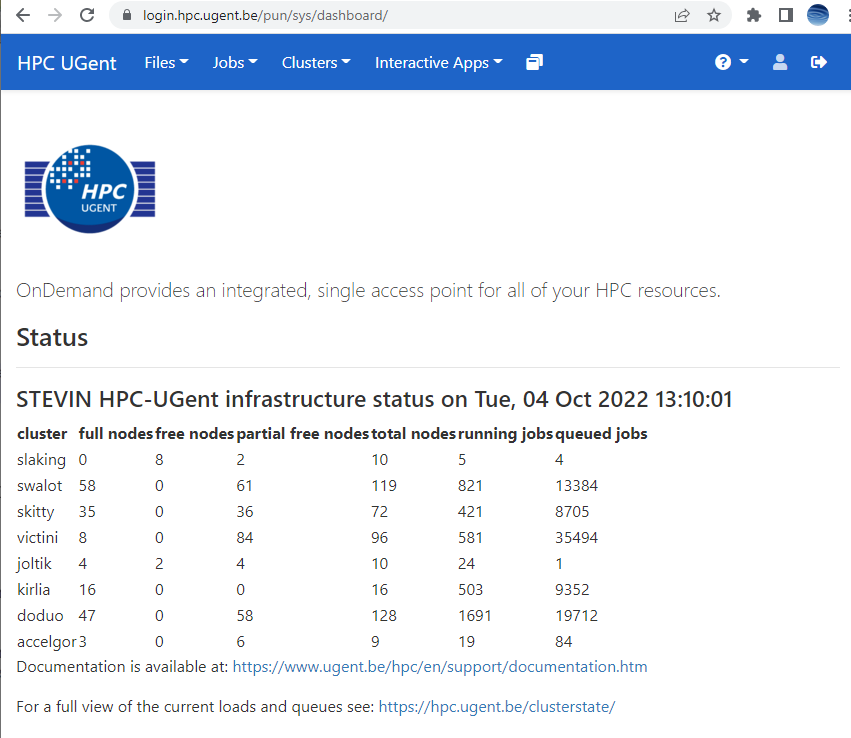 login.hpc.ugent.be/pun/sys/dashboard/
HPC UGent Files Jobs Clusters Interactive Apps ?
HPC
UGENT
OnDemand provides an integrated, single access point for all of your HPC resources.
Status
STEVIN HPC-UGent infrastructure status on Tue, 04 Oct 2022 13:10:01
cluster full nodes free nodes partial free nodes total nodes running jobs queued jobs
slaking 0 8 2 10 5 4
swalot 58 0 61 119 821 13384
skitty 35 0 36 72 421 8705
victini 8 0 84 96 581 35494
joltik 4 2 4 10 24 1
kirlia 16 0 0 16 503 9352
doduo 47 0 58 128 1691 19712
accelgor 3 0 6 9 19 84
Documentation is available at: https://www.ugent.be/hpc/en/support/documentation.htm
For a full view of the current loads and queues see: https://hpc.ugent.be/clusterstate/